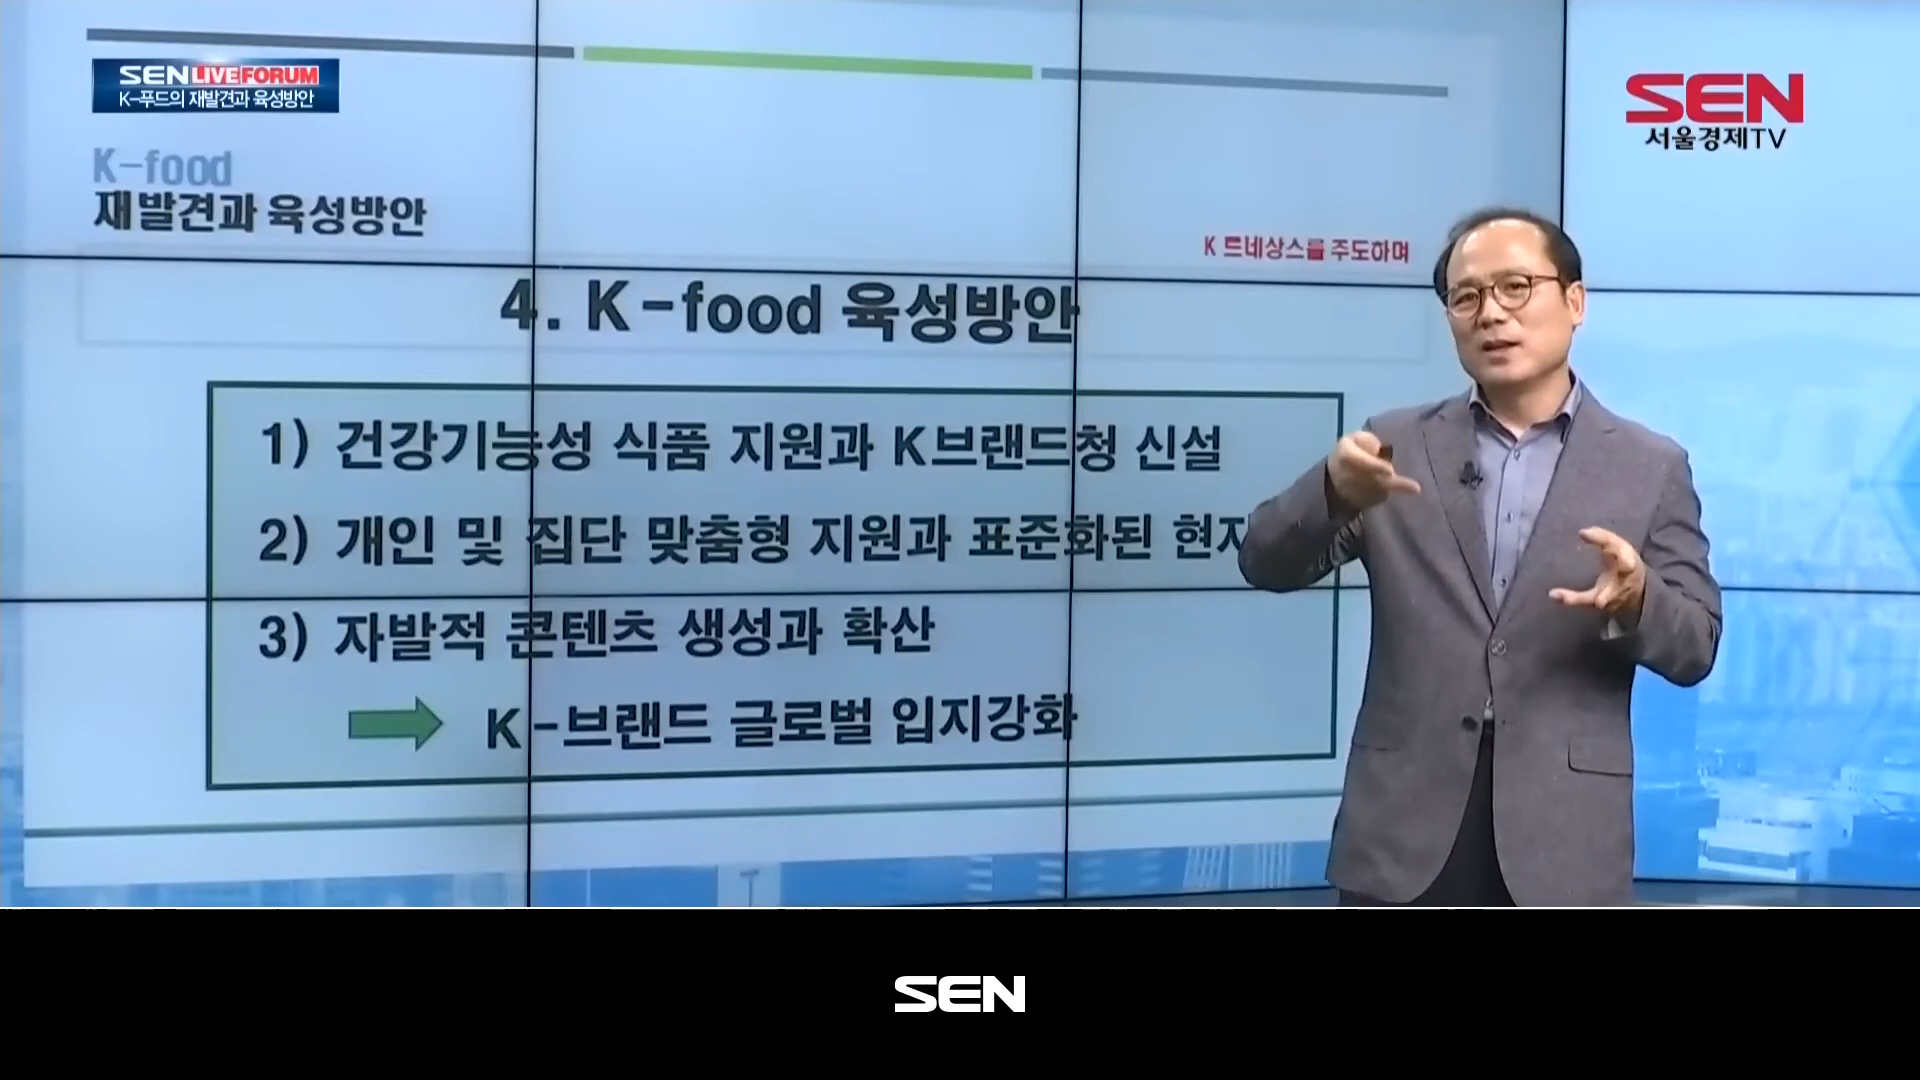 SEN LIVE FORUM
K-푸드의 재발견과 육성방안
SEN
서울경제TV
K-food
재발견과 육성방안
K 드네상스를 주도하며
4. K-food 육성방안
1) 건강기능성 식품 지원과 K브랜드청 신설
2) 개인 및 집단 맞춤형 지원과 표준화된
3) 자발적 콘텐츠 생성과 확산
K-브랜드 글로벌 입지강화
SEN